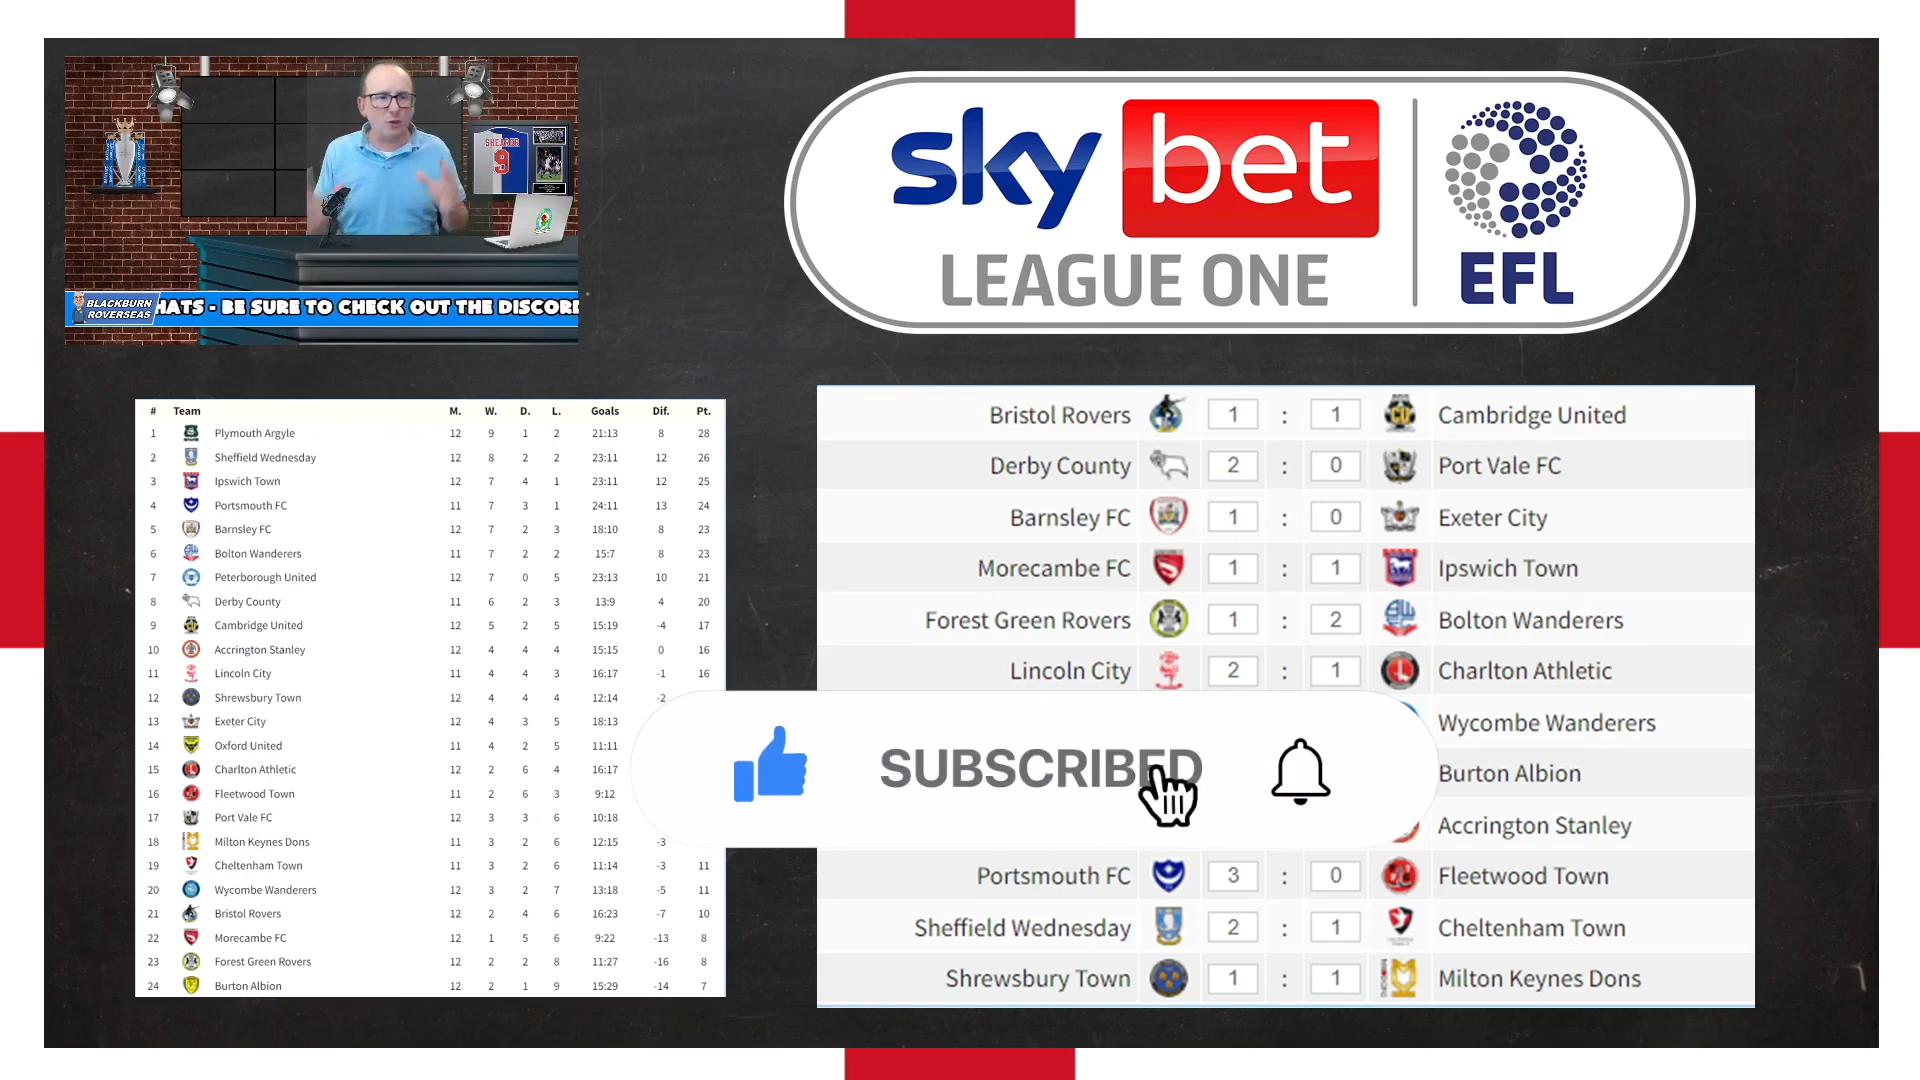 SHEARER
9
BLACKBURN
ROVERSEAS
HATS - BE SURE TO CHECK OUT THE DISCORD
sky bet
LEAGUE ONE
EFL
# Team M. W. D. L. Goals Dif. Pt.
1 Plymouth Argyle 12 9 1 2 21:13 8 28
2 Sheffield Wednesday 12 8 2 2 23:11 12 26
3 Ipswich Town 12 7 4 1 23:11 12 25
4 Portsmouth FC 11 7 3 1 24:11 13 24
5 Barnsley FC 12 7 2 3 18:10 8 23
6 Bolton Wanderers 11 7 2 2 15:7 8 23
7 Peterborough United 12 7 0 5 23:13 10 21
8 Derby County 11 6 2 3 13:9 4 20
9 Cambridge United 12 5 2 5 15:19 -4 17
10 Accrington Stanley 12 4 4 4 15:15 0 16
11 Lincoln City 11 4 4 3 16:17 -1 16
12 Shrewsbury Town 12 4 4 4 12:14 -2
13 Exeter City 12 4 3 5 18:13
14 Oxford United 11 4 2 5 11:11
15 Charlton Athletic 12 2 6 4 16:17
16 Fleetwood Town 11 2 6 3 9:12
17 Port Vale FC 12 3 3 6 10:18
18 Milton Keynes Dons 11 3 2 6 12:15 -3
19 Cheltenham Town 11 3 2 6 11:14 -3 11
20 Wycombe Wanderers 12 3 2 7 13:18 -5 11
21 Bristol Rovers 12 2 4 6 16:23 -7 10
22 Morecambe FC 12 1 5 6 9:22 -13 8
23 Forest Green Rovers 12 2 2 8 11:27 -16 8
24 Burton Albion 12 2 1 9 15:29 -14 7
Bristol Rovers 1 : 1 Cambridge United
Derby County 2 : 0 Port Vale FC
Barnsley FC 1 : 0 Exeter City
Morecambe FC 1 : 1 Ipswich Town
Forest Green Rovers 1 : 2 Bolton Wanderers
Lincoln City 2 : 1 Charlton Athletic
Wycombe Wanderers
Burton Albion
Accrington Stanley
Portsmouth FC 3 : 0 Fleetwood Town
Sheffield Wednesday 2 : 1 Cheltenham Town
Shrewsbury Town 1 : 1 Milton Keynes Dons
SUBSCRIBED